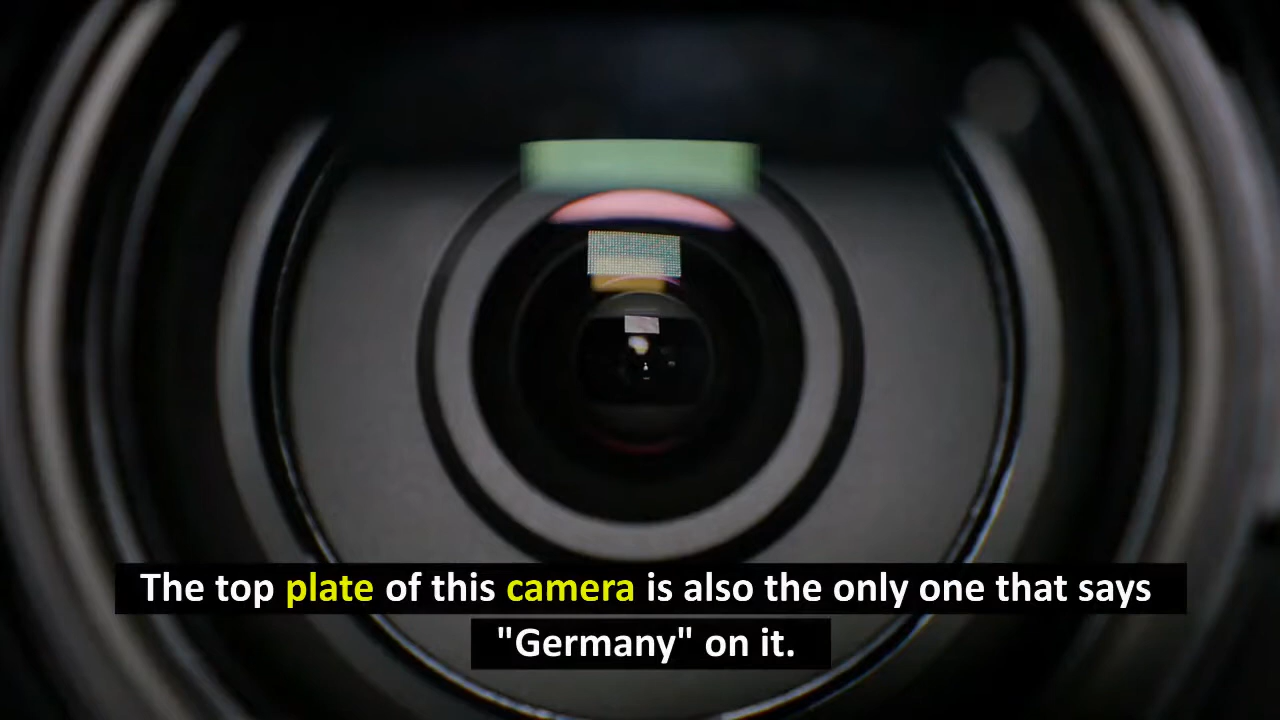 The top plate of this camera is also the only one that says
"Germany" on it.